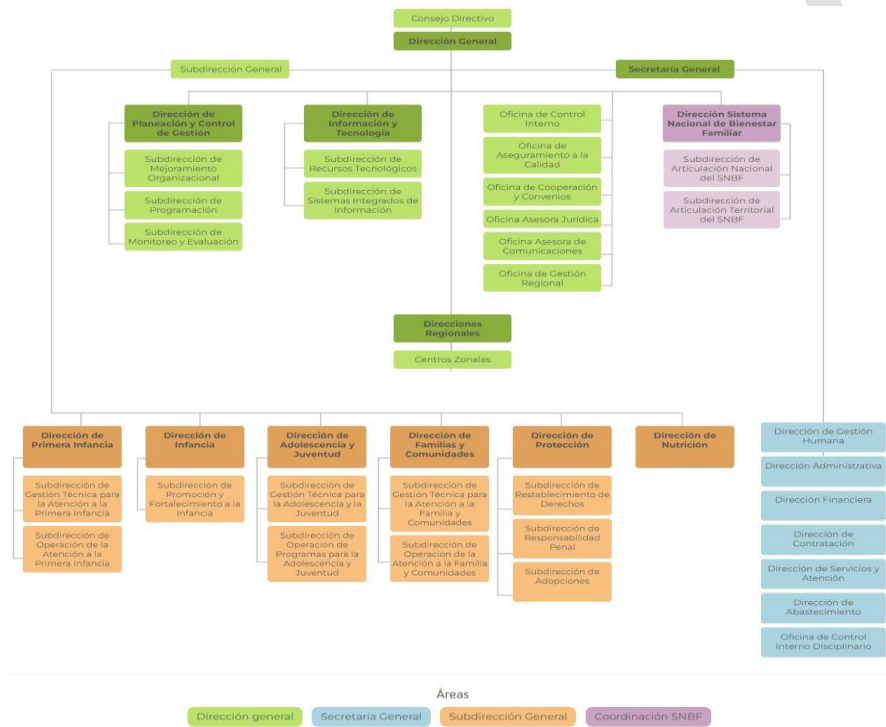 Consejo Directivo
Dirección General
Subdirección General
Secretaría General
Dirección de
Planeación y Control
de Gestión
Subdirección de
Mejoramiento
Organizacional
Subdirección de
Programación
Subdirección de
Monitoreo y Evaluación
Dirección de
Información y
Tecnología
Subdirección de
Recursos Tecnológicos
Subdirección de
Sistemas Integrados de
Información
Oficina de Control
Interno
Oficina de
Aseguramiento a la
Calidad
Oficina de Cooperación
y Convenios
Oficina Asesora Jurídica
Oficina Asesora de
Comunicaciones
Oficina de Gestión
Regional
Dirección Sistema
Nacional de Bienestar
Familiar
Subdirección de
Articulación Nacional
del SNBF
Subdirección de
Articulación Territorial
del SNBF
Direcciones
Regionales
Centros Zonales
Dirección de
Primera Infancia
Subdirección de
Gestión Técnica para
la Atención a la
Primera Infancia
Subdirección de
Operación de la
Atención a la Primera
Infancia
Dirección de
Infancia
Subdirección de
Promoción y
Fortalecimiento a la
Infancia
Dirección de
Adolescencia y
Juventud
Subdirección de
Gestión Técnica para
la Adolescencia y la
Juventud
Subdirección de
Operación de
Programas para la
Adolescencia y
Juventud
Dirección de
Familias y
Comunidades
Subdirección de
Gestión Técnica para
la Atención a la
Familia y
Comunidades
Subdirección de
Operación de la
Atención a la Familia
y Comunidades
Dirección de
Protección
Subdirección de
Restablecimiento de
Derechos
Subdirección de
Responsabilidad
Penal
Subdirección de
Adopciones
Dirección de
Nutrición
Dirección de Gestión
Humana
Dirección Administrativa
Dirección Financiera
Dirección de
Contratación
Dirección de Servicios y
Atención
Dirección de
Abastecimiento
Oficina de Control
Interno Disciplinario
Áreas
Dirección general
Secretaría General
Subdirección General
Coordinación SNBF